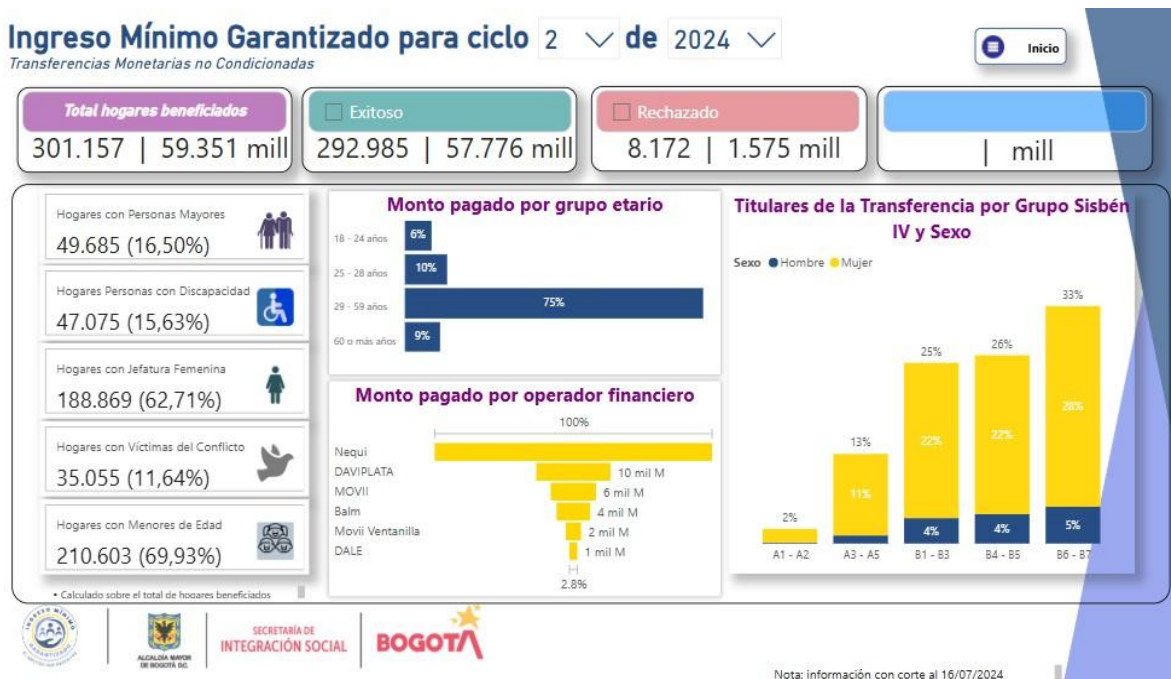 Ingreso Mínimo Garantizado para ciclo 2 de 2024
Transferencias Monetarias no Condicionadas
Inicio
Total hogares beneficiados
301.157 | 59.351 mill
Exitoso
292.985 | 57.776 mill
Rechazado
8.172 | 1.575 mill
| mill
Hogares con Personas Mayores
49.685 (16,50%)
Hogares Personas con Discapacidad
47.075 (15,63%)
Hogares con Jefatura Femenina
188.869 (62,71%)
Hogares con Víctimas del Conflicto
35.055 (11,64%)
Hogares con Menores de Edad
210.603 (69,93%)
• Calculado sobre el total de hogares beneficiados
Monto pagado por grupo etario
18 - 24 años 6%
25 - 28 años 10%
29 - 59 años 75%
60 o más años 9%
Monto pagado por operador financiero
100%
Nequi
DAVIPLATA 10 mil M
MOVII 6 mil M
Balm 4 mil M
Movii Ventanilla 2 mil M
DALE 1 mil M
2.8%
Titulares de la Transferencia por Grupo Sisbén
IV y Sexo
Sexo Hombre Mujer
33%
26%
25%
28%
13%
22% 22%
11%
2%
4% 4% 5%
A1 - A2 A3 - A5 B1 - B3 B4 - B5 B6 - B7
INGRESO MÍNIMO
GARANTIZADO
ALCALDÍA MAYOR
DE BOGOTÁ D.C.
SECRETARÍA DE
INTEGRACIÓN SOCIAL
BOGOTÁ
Nota: información con corte al 16/07/2024